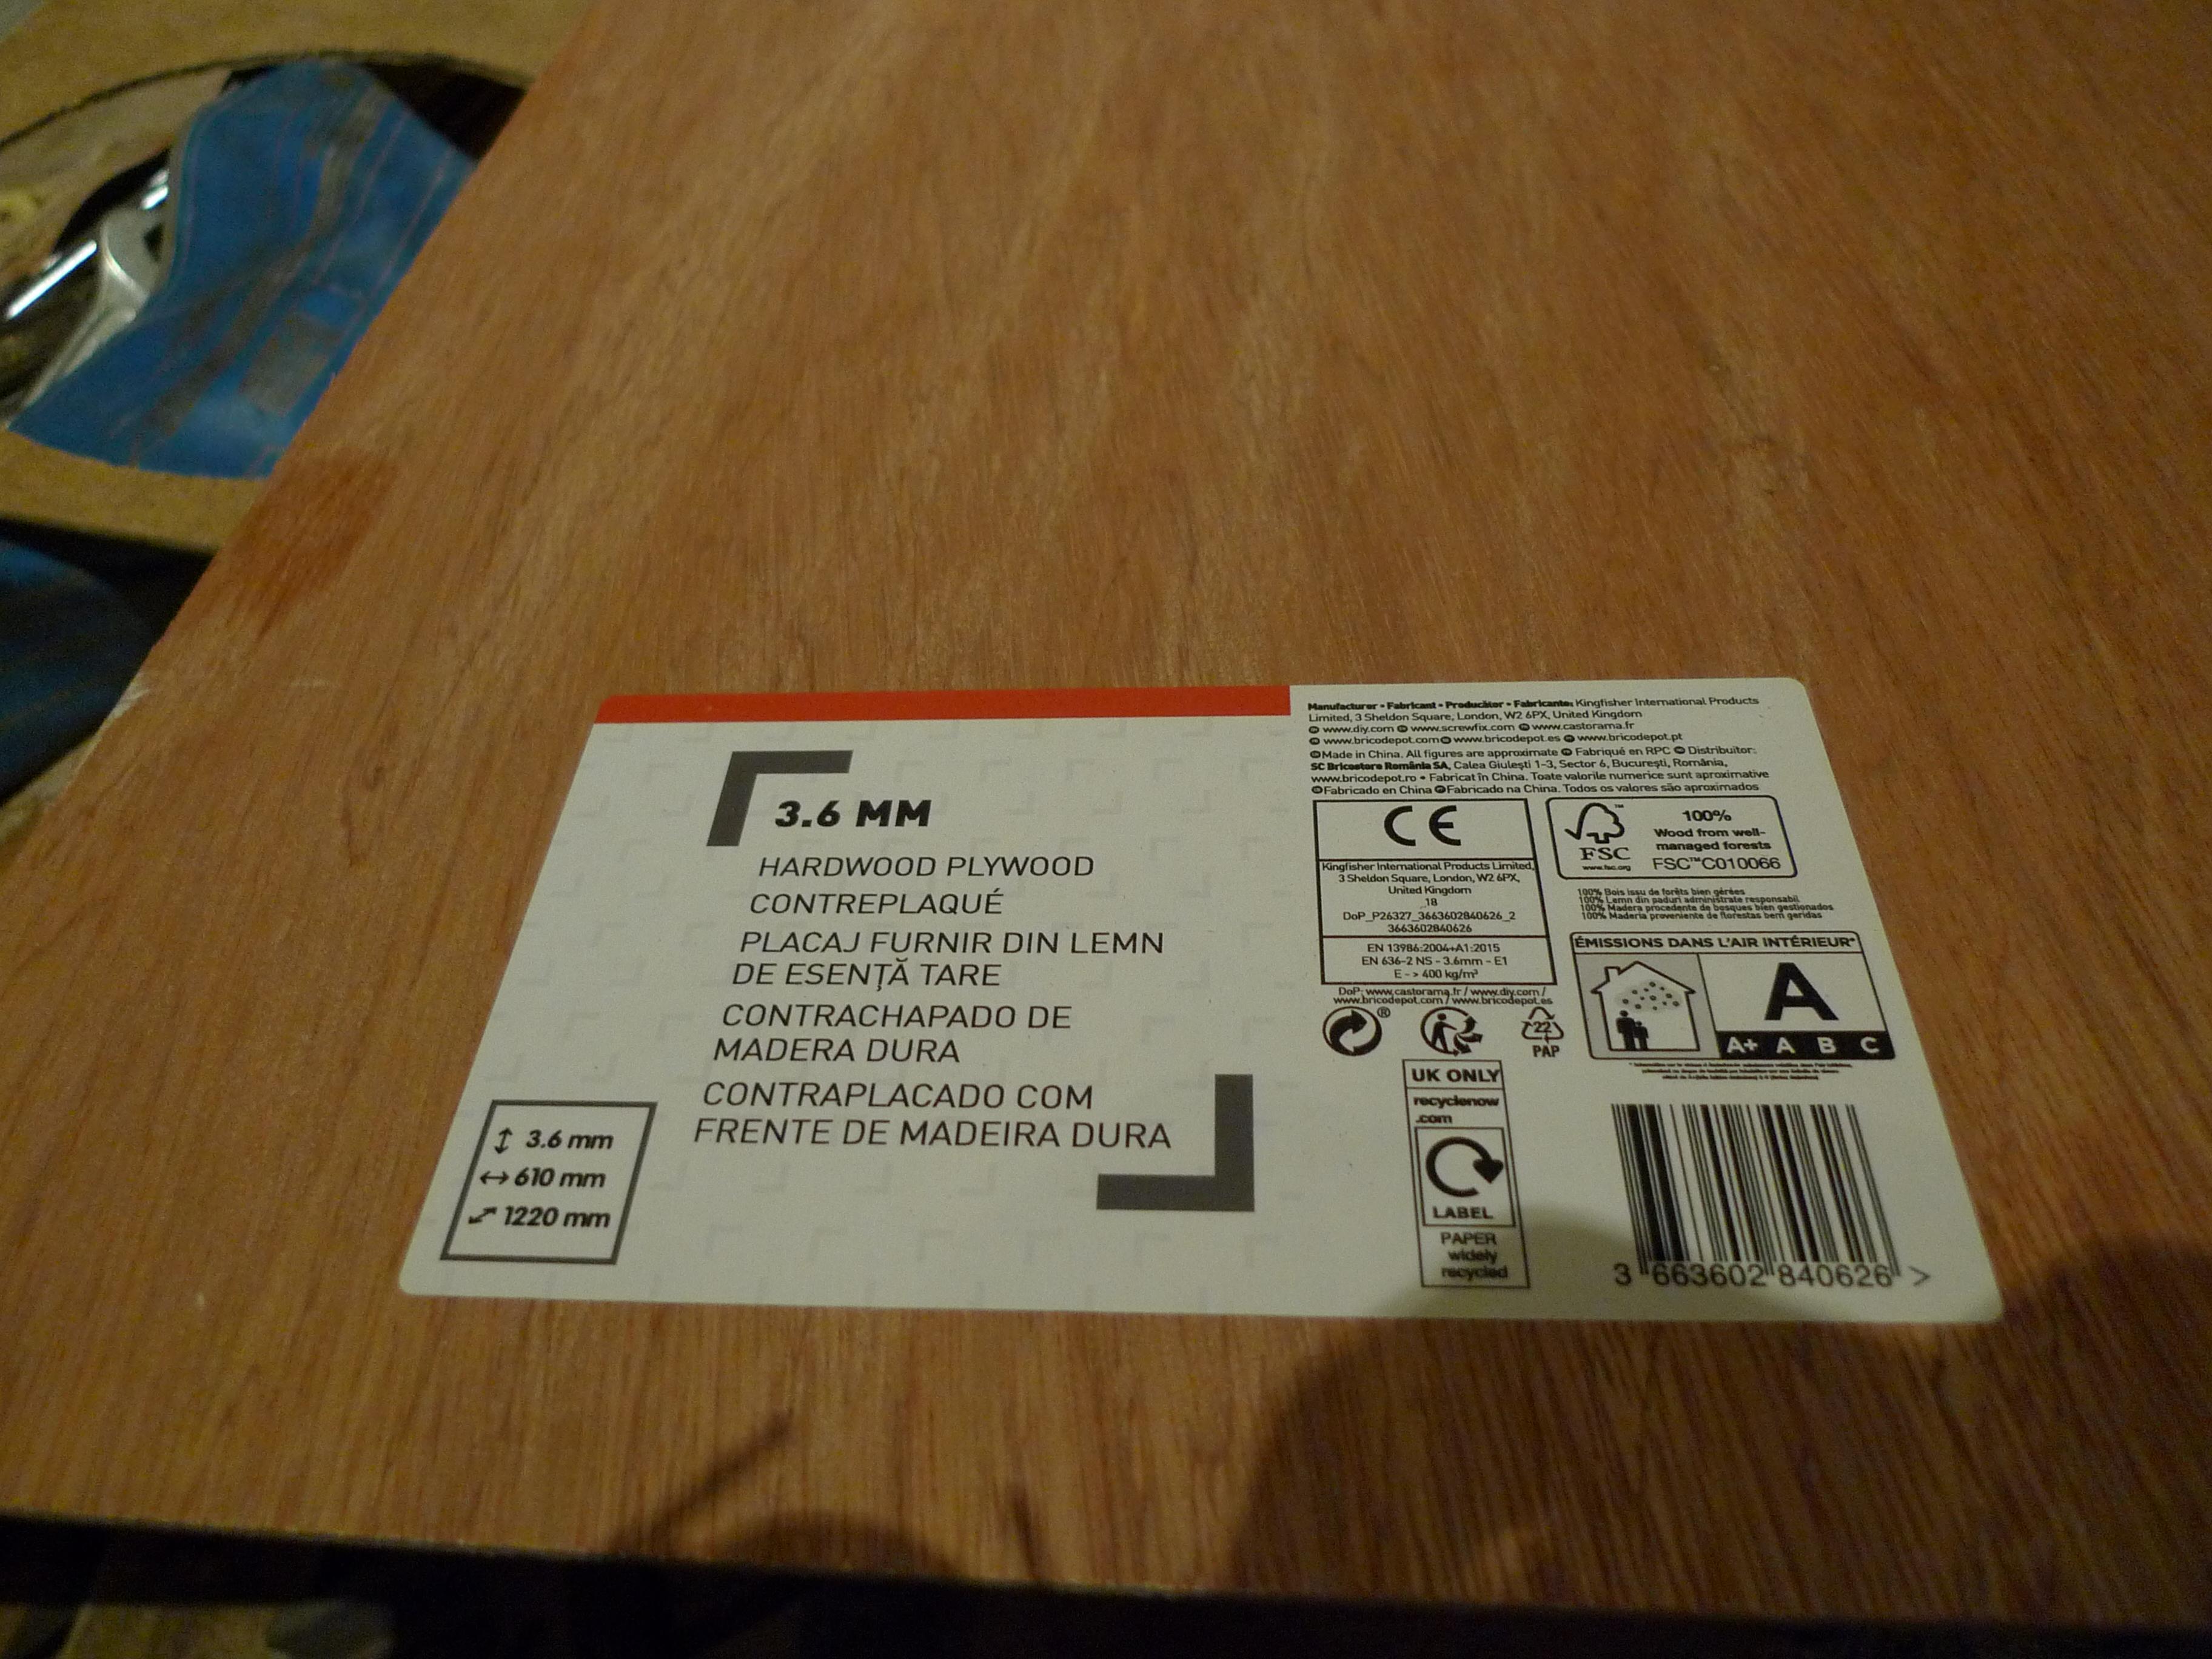 3.6 MM
HARDWOOD PLYWOOD
CONTREPLAQUÉ
PLACAJ FURNIR DIN LEMN
DE ESENȚĂ TARE
CONTRACHAPADO DE
MADERA DURA
CONTRAPLACADO COM
FRENTE DE MADEIRA DURA
3.6 mm
610 mm
1220 mm
Manufacturer • Fabricant • Producător • Fabricante: Kingfisher International Products
Limited, 3 Sheldon Square, London, W2 6PX, United Kingdom
www.diy.com www.screwfix.com www.castorama.fr
www.bricodepot.com www.bricodepot.es www.bricodepot.pt
Made in China. All figures are approximate Fabriqué en RPC Distribuitor:
SC Bricostore România SA, Calea Giulești 1-3, Sector 6, București, România,
www.bricodepot.ro • Fabricat în China. Toate valorile numerice sunt aproximative
Fabricado en China Fabricado na China. Todos os valores são aproximados
CE
Kingfisher International Products Limited,
3 Sheldon Square, London, W2 6PX,
United Kingdom
18
DoP_P26327_3663602840626_2
3663602840626
EN 13986:2004+A1:2015
EN 636-2 NS - 3.6mm - E1
E - > 400 kg/m³
DoP: www.castorama.fr / www.diy.com /
www.bricodepot.com / www.bricodepot.es
FSC™
www.fsc.org
100%
Wood from well-
managed forests
FSC™C010066
100% Bois issu de forêts bien gérées
100% Lemn din paduri administrate responsabil
100% Madera procedente de bosques bien gestionados
100% Madeira proveniente de florestas bem geridas
ÉMISSIONS DANS L'AIR INTÉRIEUR*
A
A+ A B C
®
22
PAP
UK ONLY
recyclenow
.com
LABEL
PAPER
widely
recycled
3 663602 840626 >